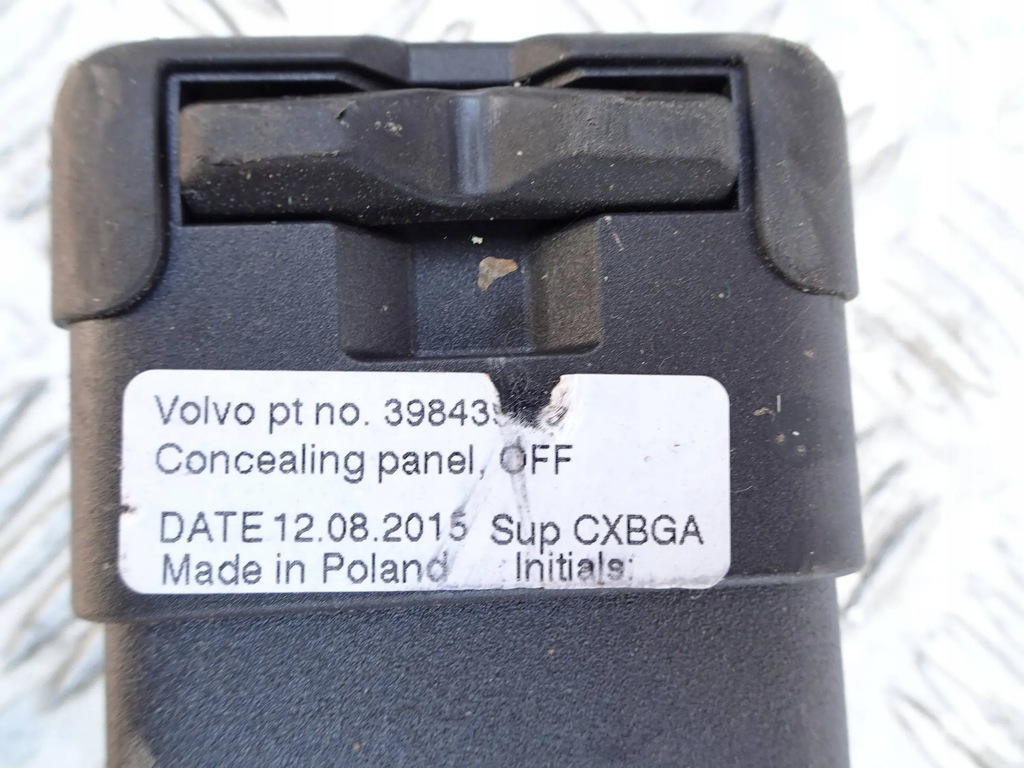 Volvo pt no.
Concealing panel, OFF
DATE 12.08.2015 Sup CXBGA
Made in Poland Initials: